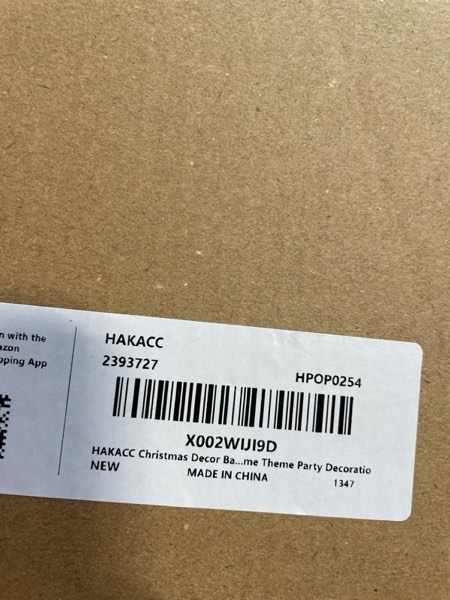 n with the
azon
pping App
HAKACC
2393727
HPOP0254
X002WIJI9D
HAKACC Christmas Decor Ba...me Theme Party Decoratio
NEW
MADE IN CHINA
1347